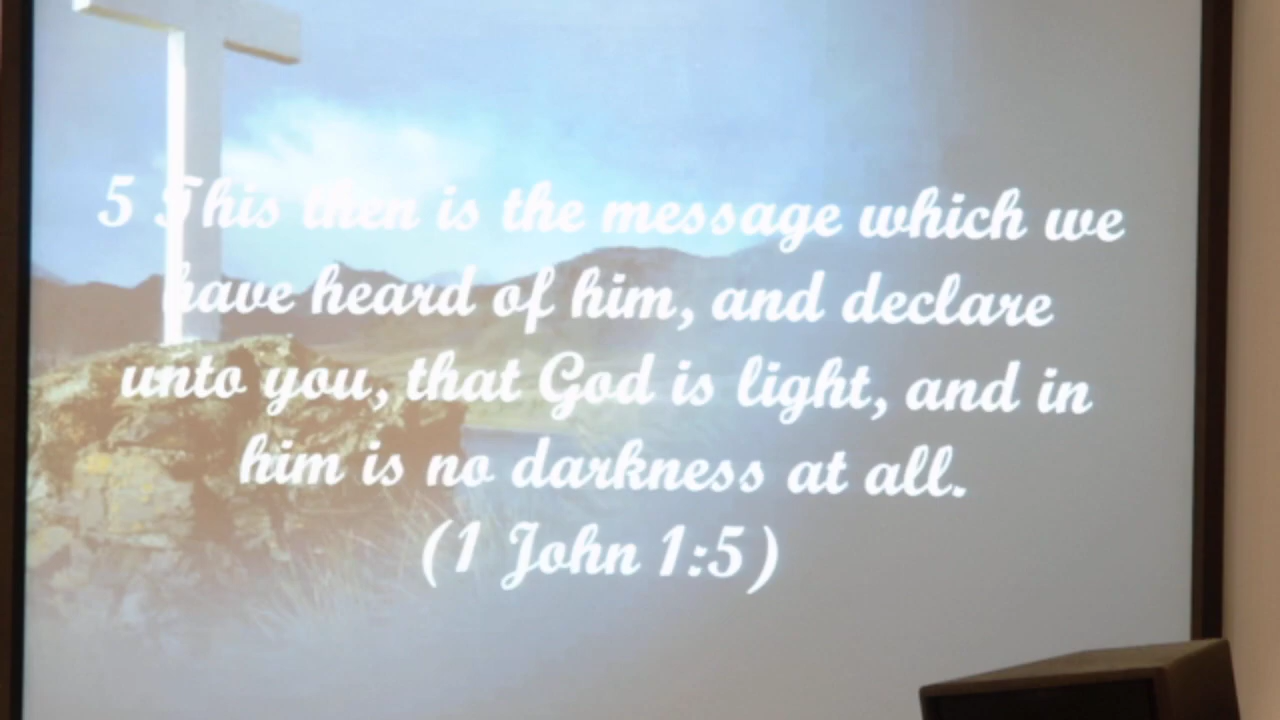 5 This then is the message which we
have heard of him, and declare
unto you, that God is light, and in
him is no darkness at all.
(1 John 1:5)